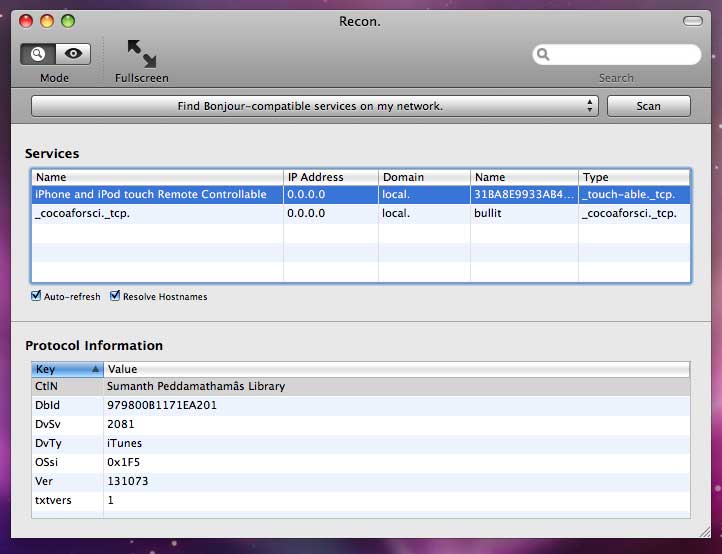 Recon.
Mode
Fullscreen
Search
Find Bonjour-compatible services on my network.
Scan
Services
Name IP Address Domain Name Type
iPhone and iPod touch Remote Controllable 0.0.0.0 local. 31BA8E9933AB4... _touch-able._tcp.
_cocoaforsci._tcp. 0.0.0.0 local. bullit _cocoaforsci._tcp.
Auto-refresh Resolve Hostnames
Protocol Information
Key Value
CtlN Sumanth Peddamathamâs Library
DbId 979800B1171EA201
DvSv 2081
DvTy iTunes
OSsi 0x1F5
Ver 131073
txtvers 1